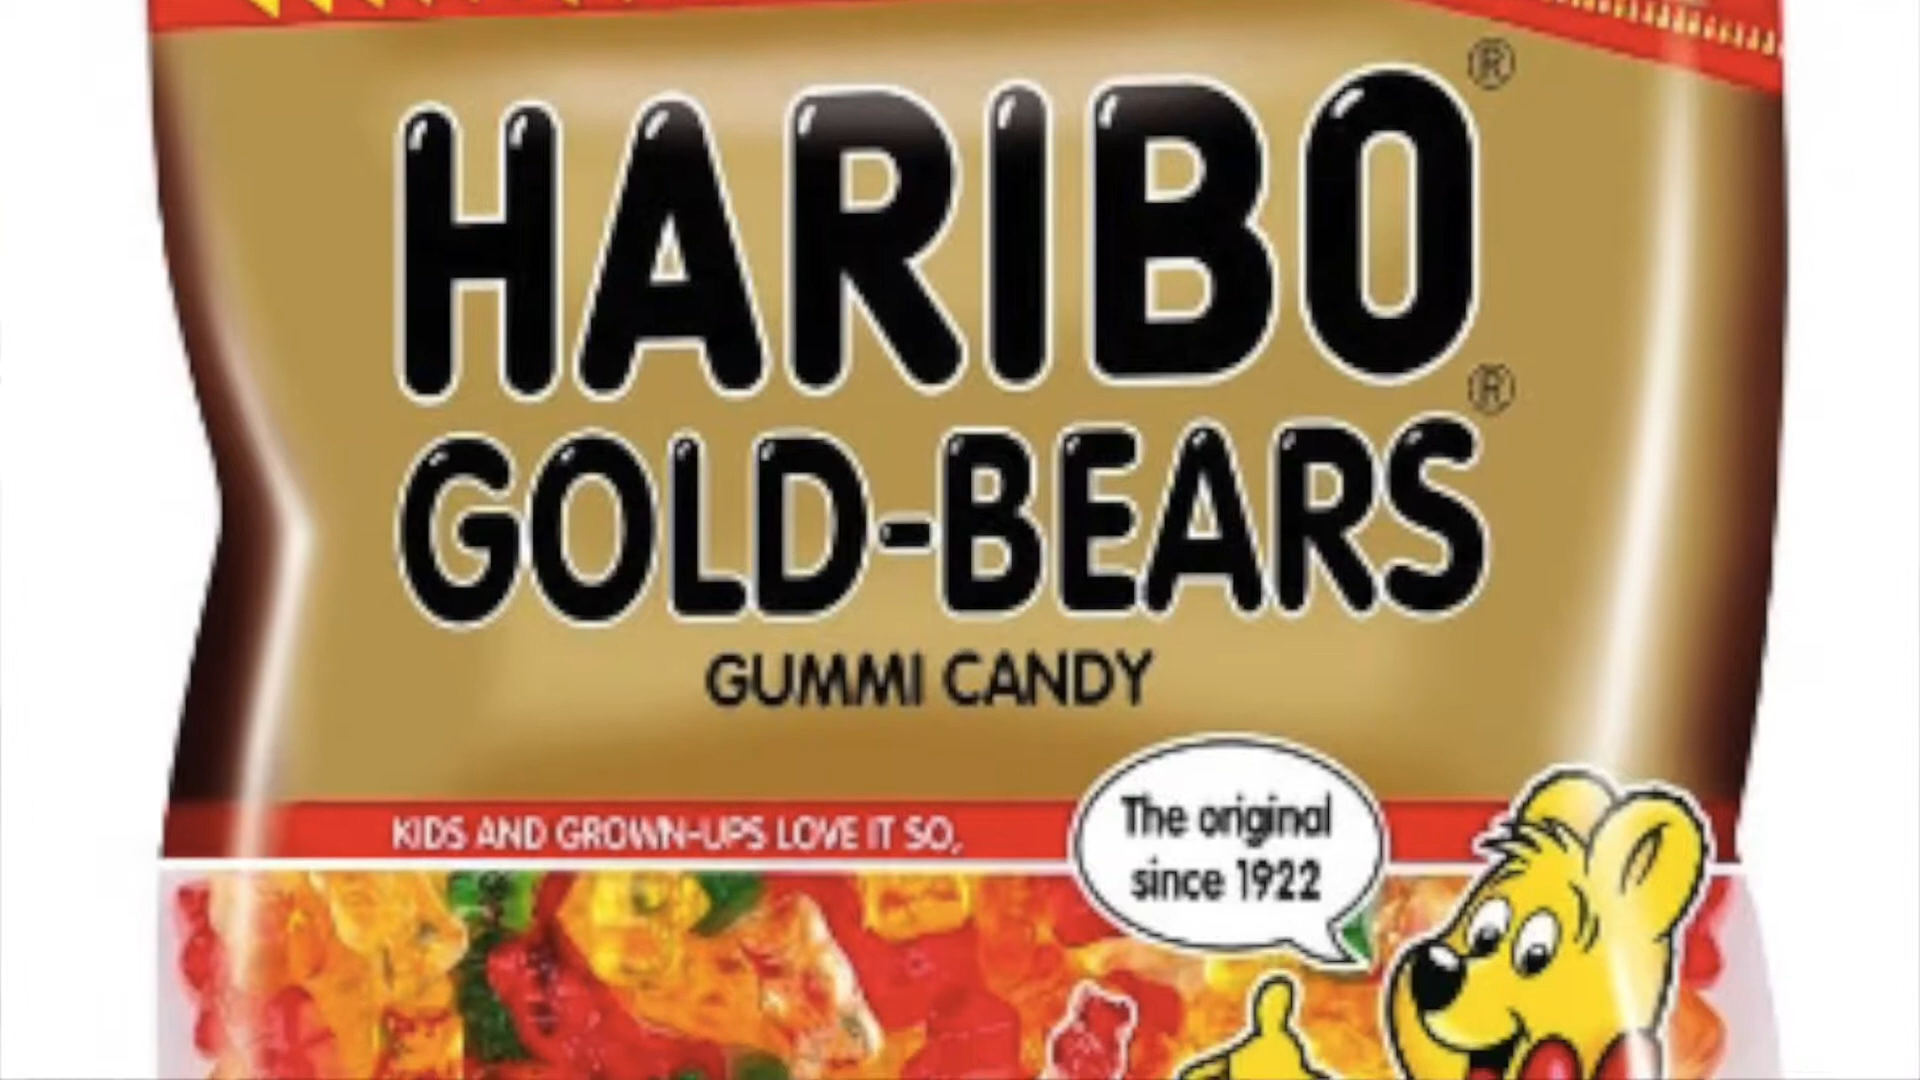 HARIBO®
GOLD-BEARS®
GUMMI CANDY
KIDS AND GROWN-UPS LOVE IT SO,
The original
since 1922